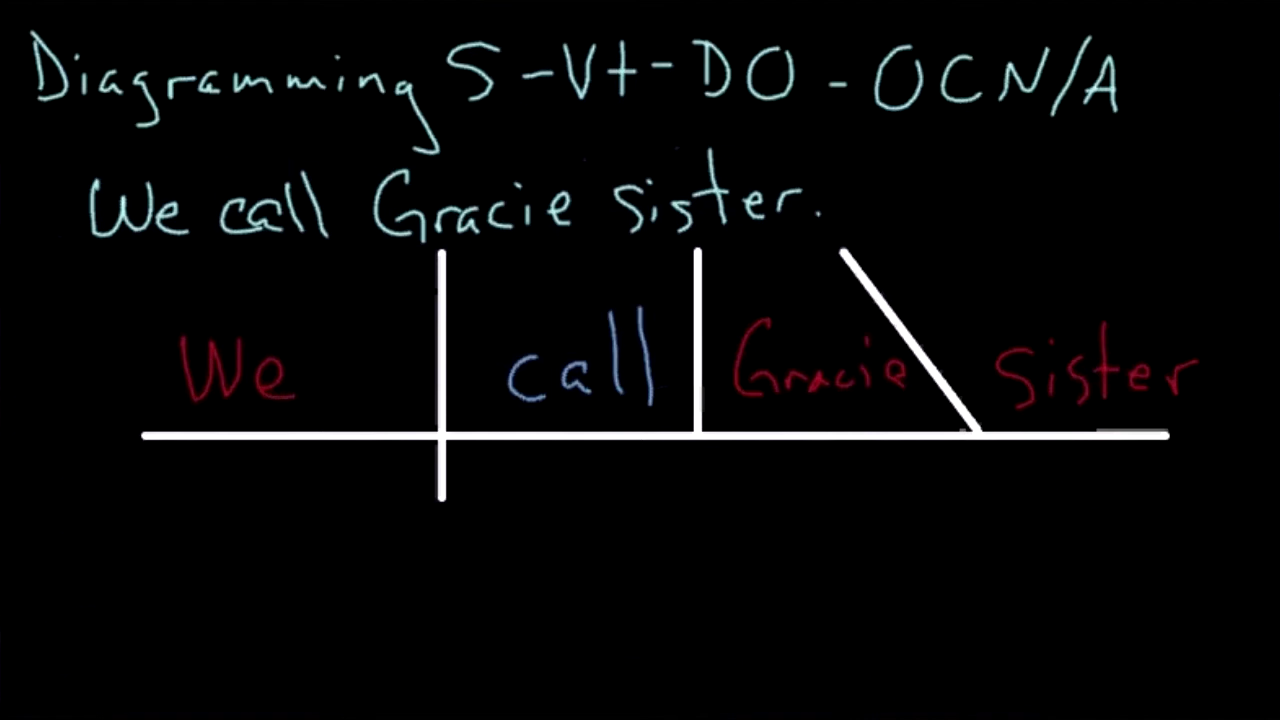 Diagramming S-Vt-DO-OCN/A
We call Gracie sister.
We call Gracie sister